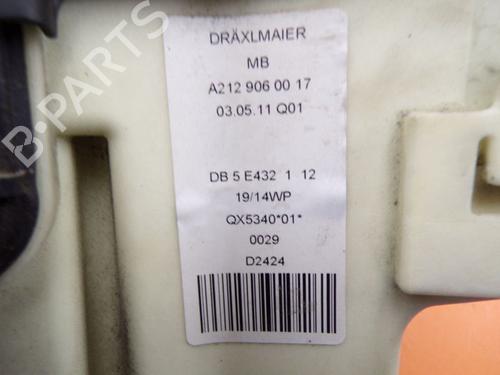 DRÄXLMAIER
MB
A212 906 00 17
03.05.11 Q01
DB 5 E432 1 12
19/14WP
QX5340*01*
0029
D2424
B-PARTS